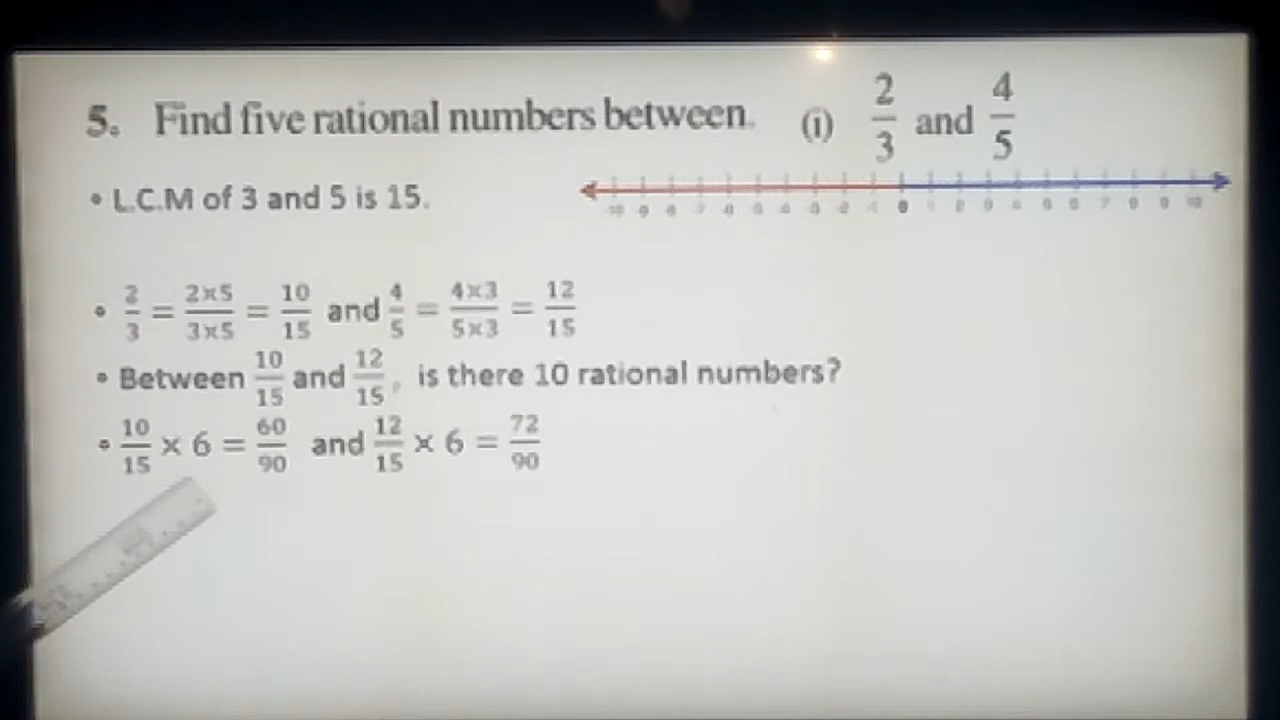 5. Find five rational numbers between. (i) 2/3 and 4/5
• L.C.M of 3 and 5 is 15.
• 2/3 = 2×5/3×5 = 10/15 and 4/5 = 4×3/5×3 = 12/15
• Between 10/15 and 12/15, is there 10 rational numbers?
• 10/15 × 6 = 60/90 and 12/15 × 6 = 72/90